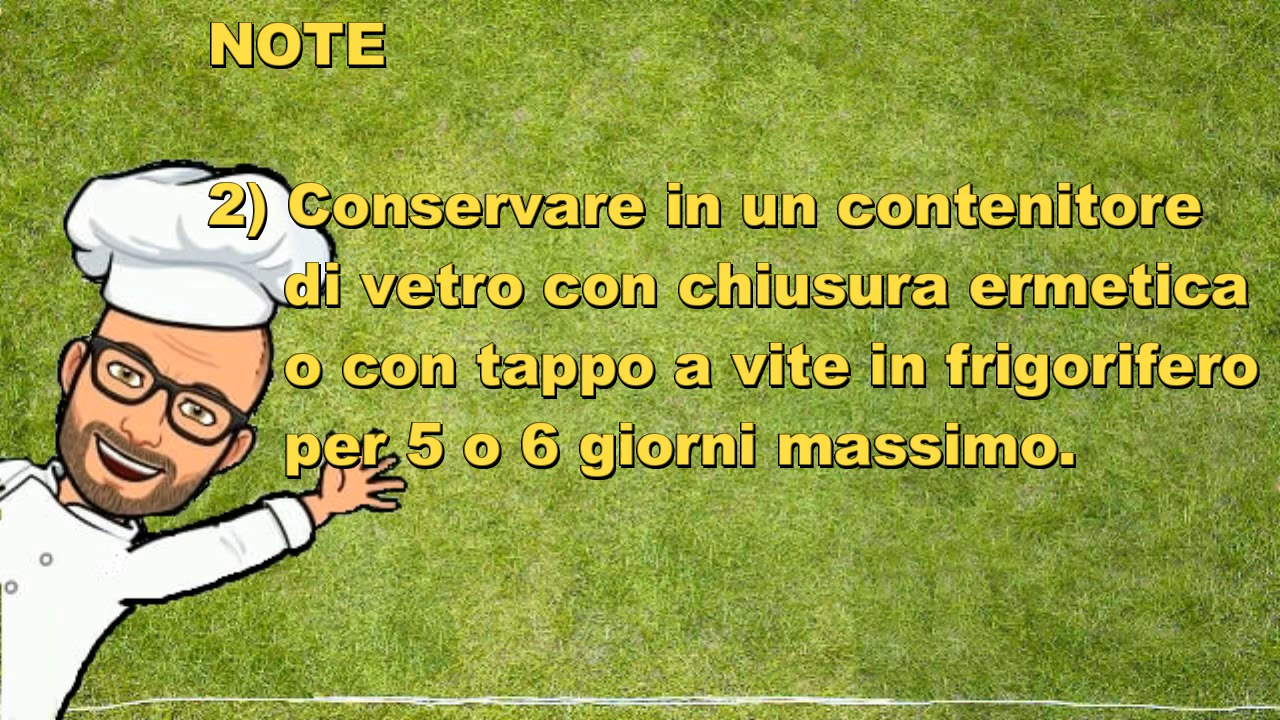 NOTE
2) Conservare in un contenitore
di vetro con chiusura ermetica
o con tappo a vite in frigorifero
per 5 o 6 giorni massimo.